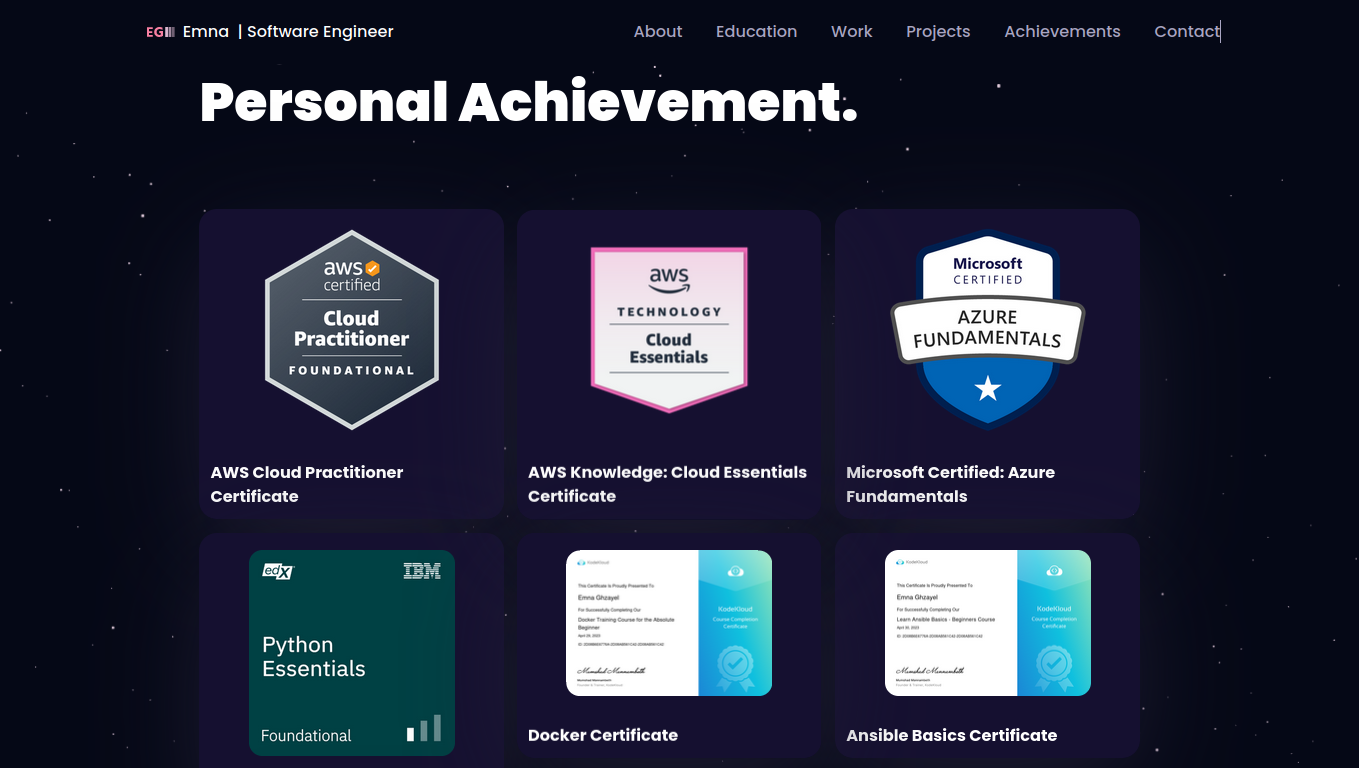 EG Emna | Software Engineer
About Education Work Projects Achievements Contact
Personal Achievement.
aws
certified
Cloud
Practitioner
FOUNDATIONAL
AWS Cloud Practitioner
Certificate
aws
TECHNOLOGY
Cloud
Essentials
AWS Knowledge: Cloud Essentials
Certificate
Microsoft
CERTIFIED
AZURE
FUNDAMENTALS
Microsoft Certified: Azure
Fundamentals
edX IBM
Python
Essentials
Foundational
KodeKloud
This Certificate is Proudly Presented To
Emna Ghzayel
For Successfully Completing Our
Docker Training Course for the Absolute
Beginner
KodeKloud
Course Completion
Certificate
Mumshad Mannambeth
Docker Certificate
KodeKloud
This Certificate is Proudly Presented To
Emna Ghzayel
For Successfully Completing Our
Learn Ansible Basics - Beginners Course
KodeKloud
Course Completion
Certificate
Mumshad Mannambeth
Ansible Basics Certificate